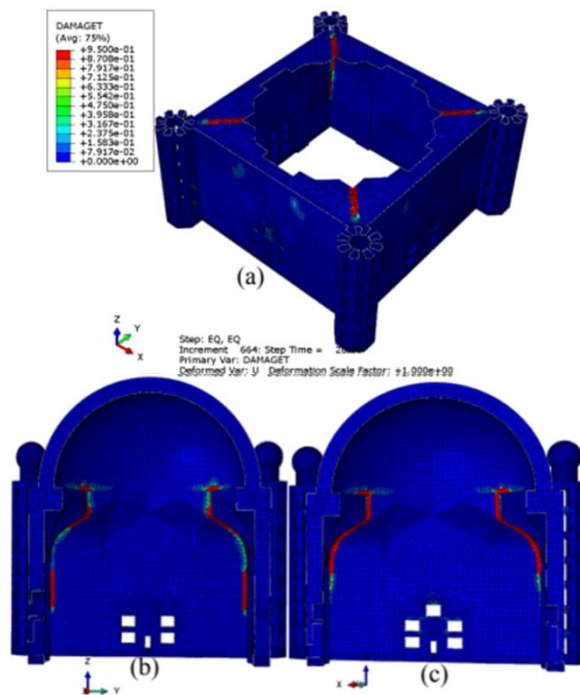 DAMAGET
(Avg: 75%)
+9.500e-01
+8.708e-01
+7.917e-01
+7.125e-01
+6.333e-01
+5.542e-01
+4.750e-01
+3.958e-01
+3.167e-01
+2.375e-01
+1.583e-01
+7.917e-02
+0.000e+00
(a)
Z
Y
X
Step: EQ, EQ
Increment 664: Step Time =
Primary Var: DAMAGET
Deformed Var: U Deformation Scale Factor: +1.000e+00
(b)
(c)
Z
X Y
Z
X